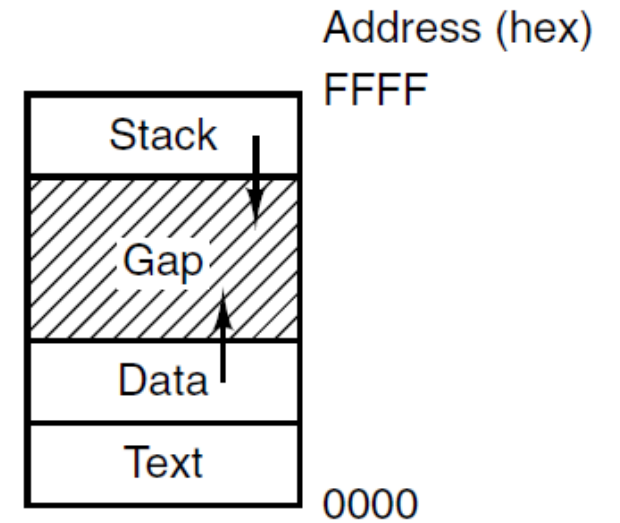 Address (hex)
FFFF
Stack
Gap
Data
Text
0000